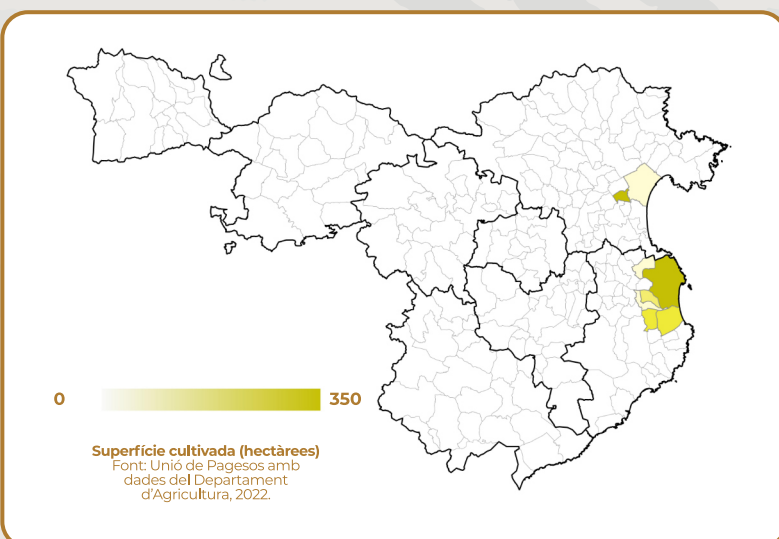 0
350
Superfície cultivada (hectàrees)
Font: Unió de Pagesos amb
dades del Departament
d'Agricultura, 2022.